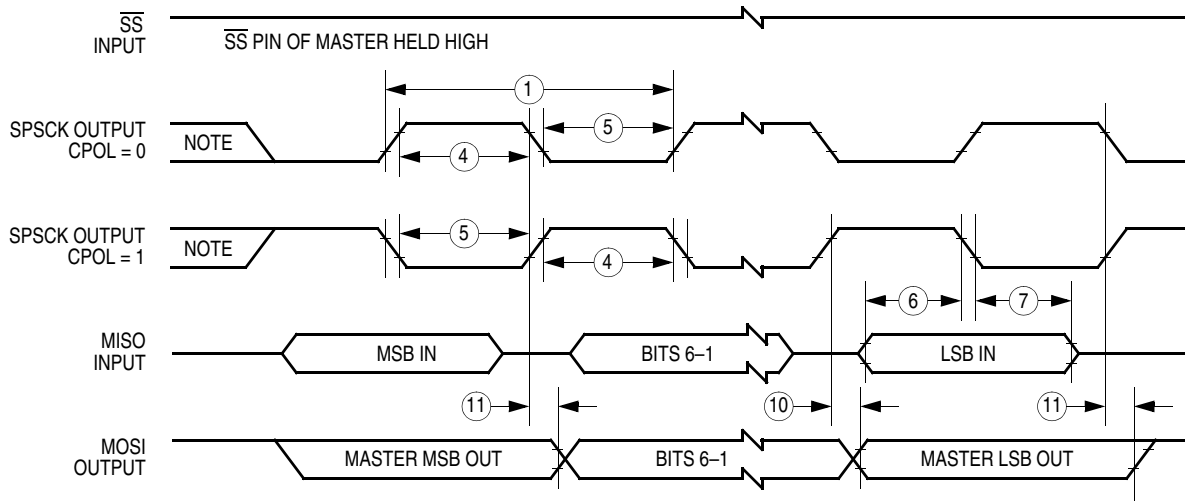 SS
INPUT
SS PIN OF MASTER HELD HIGH
1
SPSCK OUTPUT
CPOL = 0
NOTE
5
4
SPSCK OUTPUT
CPOL = 1
NOTE
5
4
6
7
MISO
INPUT
MSB IN
BITS 6–1
LSB IN
11
10
11
MOSI
OUTPUT
MASTER MSB OUT
BITS 6–1
MASTER LSB OUT